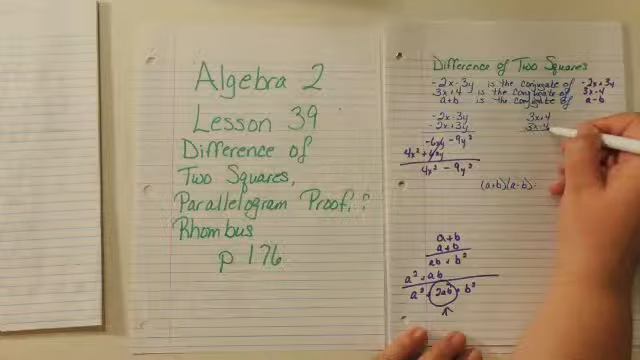 Algebra 2
Lesson 39
Difference of
Two Squares,
Parallelogram Proof,
Rhombus
p 176
Difference of Two Squares
-2x-3y is the conjugate of -2x+3y
3x+4 is the conjugate of 3x-4
a+b is the conjugate of a-b
-2x-3y
-2x+3y
-6xy-9y²
4x²+6xy
4x² - 9y²
3x+4
3x-4
(a+b)(a-b)
a+b
a+b
ab+b²
a²+ab
a²+2ab+b²